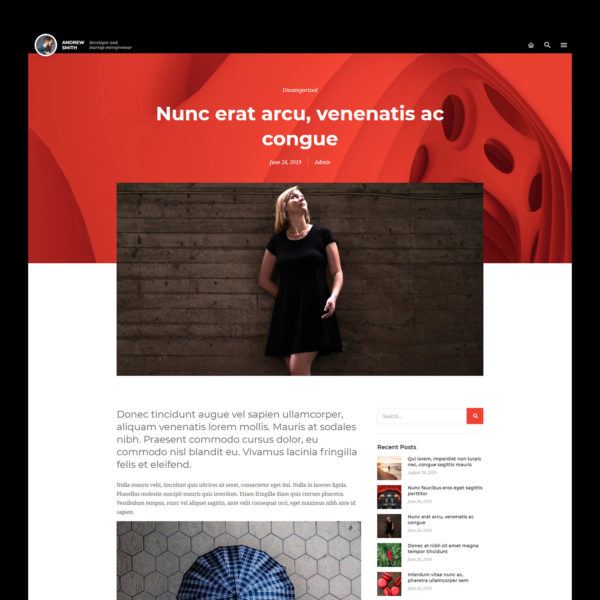 ANDREW
SMITH
Developer and
Startup entrepreneur
Uncategorized
Nunc erat arcu, venenatis ac
congue
June 26, 2019
Admin
Donec tincidunt augue vel sapien ullamcorper,
aliquam venenatis lorem mollis. Mauris at sodales
nibh. Praesent commodo cursus dolor, eu
commodo nisl blandit eu. Vivamus lacinia fringilla
felis et eleifend.
Nulla mauris velit, tincidunt quis ultrices sit amet, consectetur eget dui. Nulla in laoreet ligula.
Phasellus molestie suscipit mauris quis interdum. Etiam fringilla diam quis rutrum pharetra.
Vestibulum tempus, nunc vel aliquet sagittis, ante velit consequat orci, eget maximus nibh ante id
sapien.
Search...
Recent Posts
Qui lorem, imperdiet non turpis
nec, congue sagittis mauris
August 26, 2020
Nunc faucibus eros eget sagittis
porttitor
June 26, 2019
Nunc erat arcu, venenatis ac
congue
June 26, 2019
Donec at nibh sit amet magna
tempor tincidunt
June 26, 2019
Interdum vitae nunc ac,
pharetra ullamcorper sem
June 26, 2019